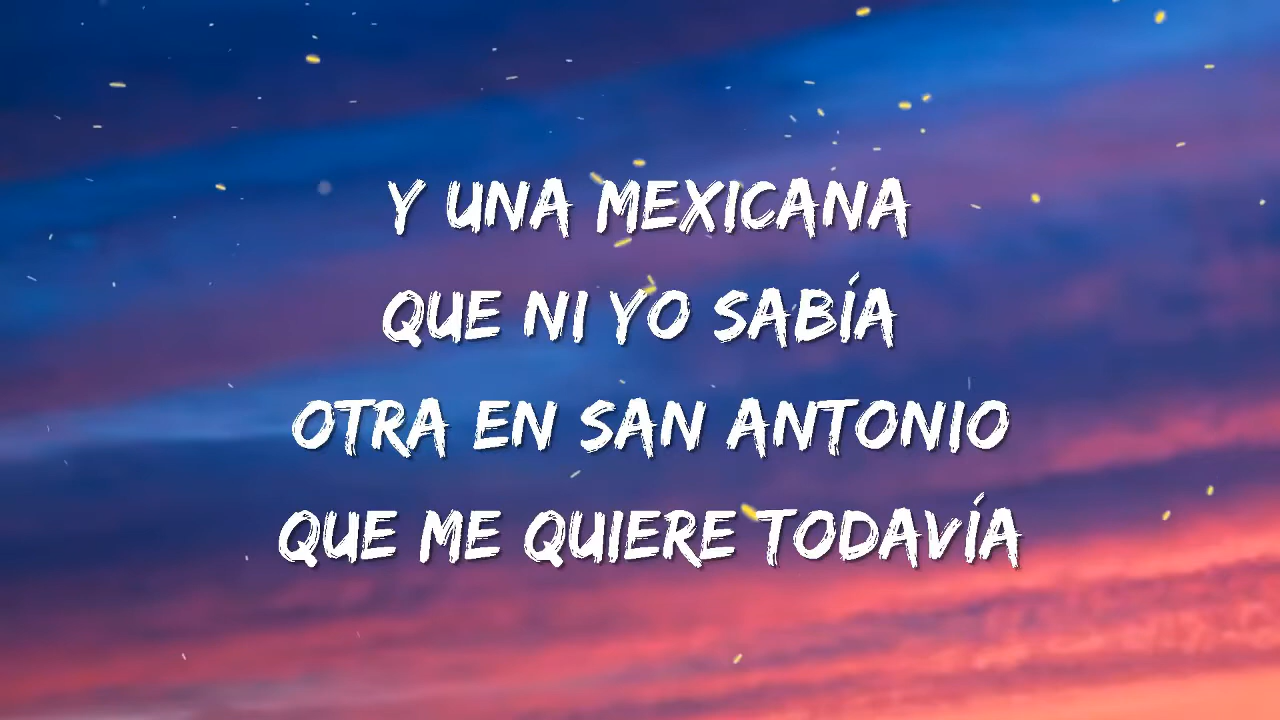 Y UNA MEXICANA
QUE NI YO SABÍA
OTRA EN SAN ANTONIO
QUE ME QUIERE TODAVÍA